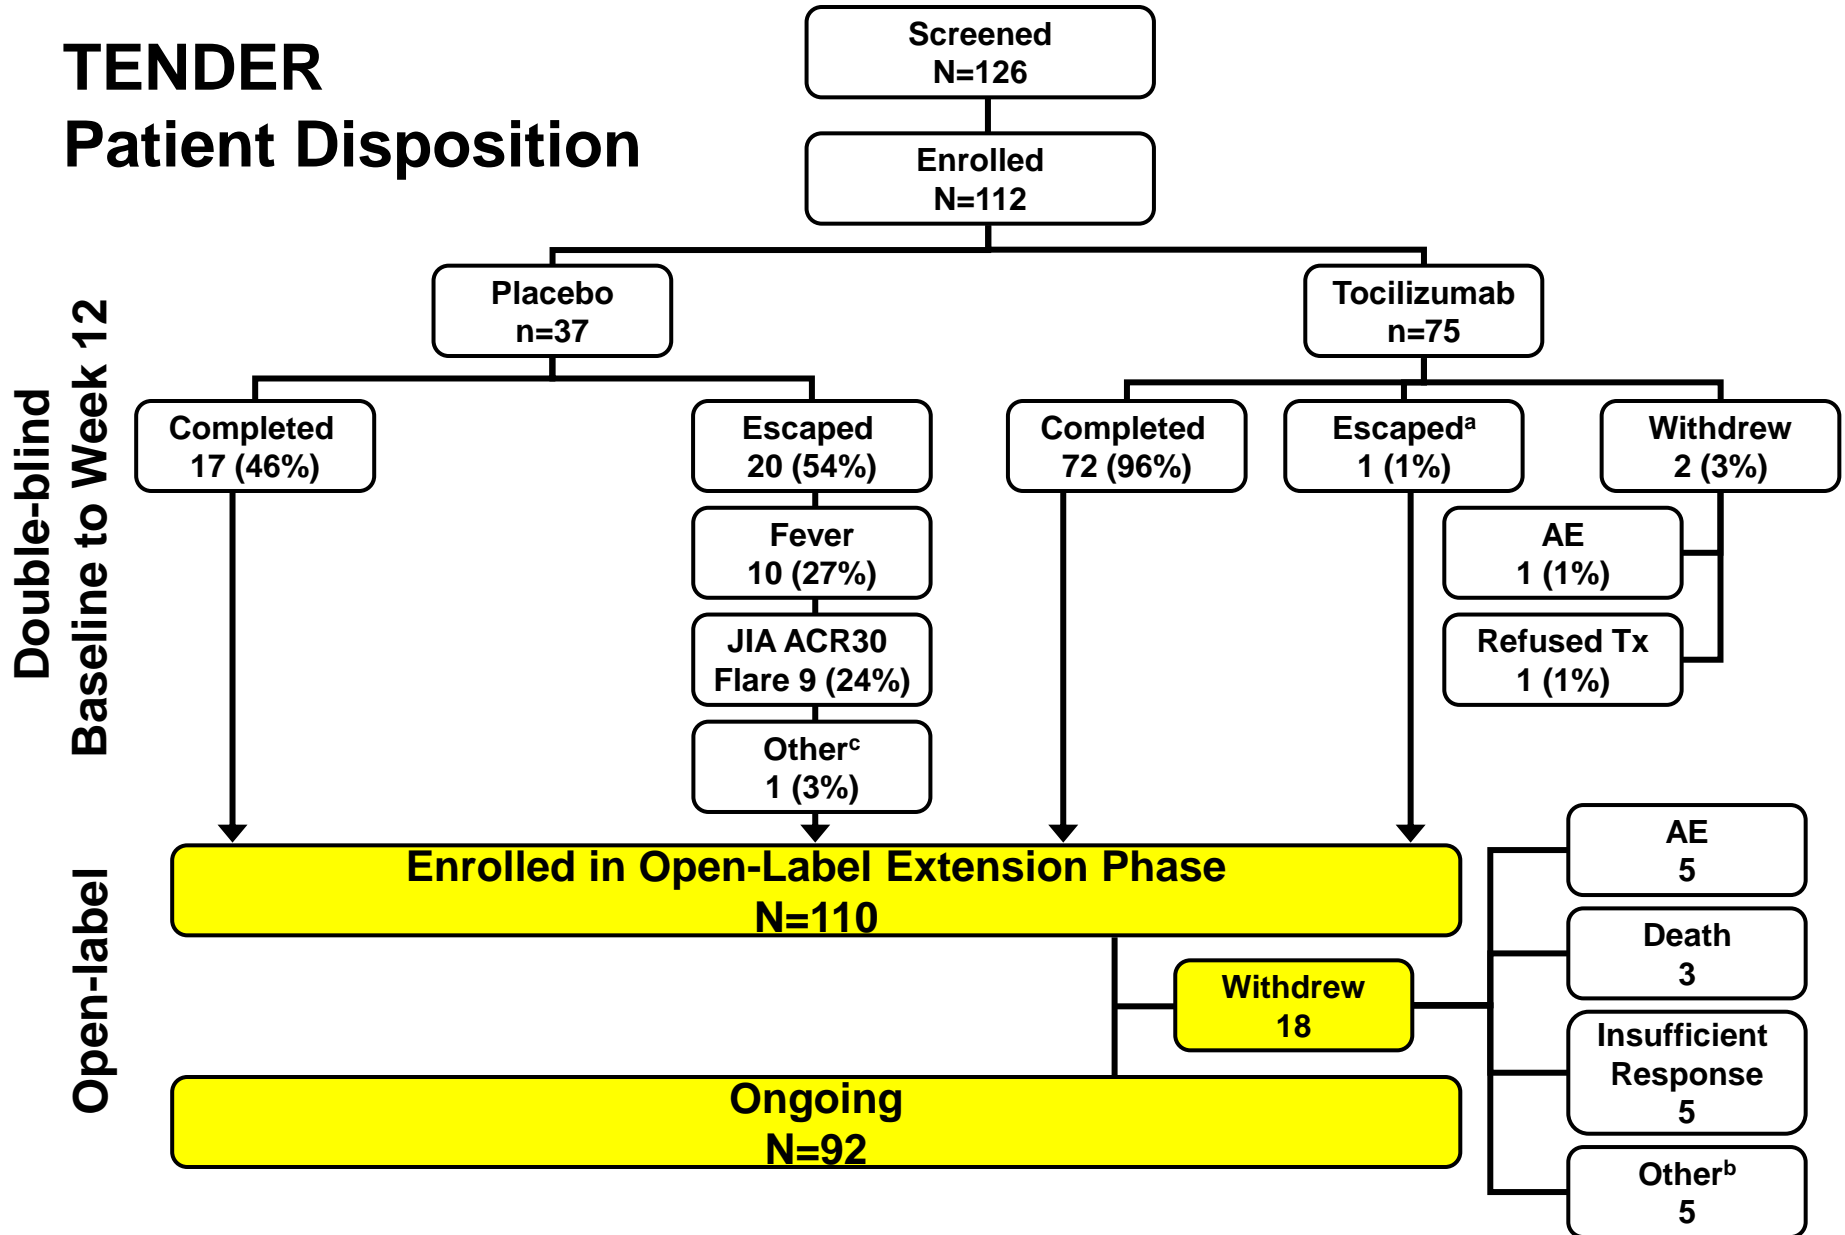 TENDER
Patient Disposition
Screened
N=126
Enrolled
N=112
Double-blind
Baseline to Week 12
Placebo
n=37
Tocilizumab
n=75
Completed
17 (46%)
Escaped
20 (54%)
Completed
72 (96%)
Escapedᵃ
1 (1%)
Withdrew
2 (3%)
Fever
10 (27%)
JIA ACR30
Flare 9 (24%)
Otherᶜ
1 (3%)
AE
1 (1%)
Refused Tx
1 (1%)
Open-label
Enrolled in Open-Label Extension Phase
N=110
Withdrew
18
AE
5
Death
3
Insufficient
Response
5
Otherᵇ
5
Ongoing
N=92